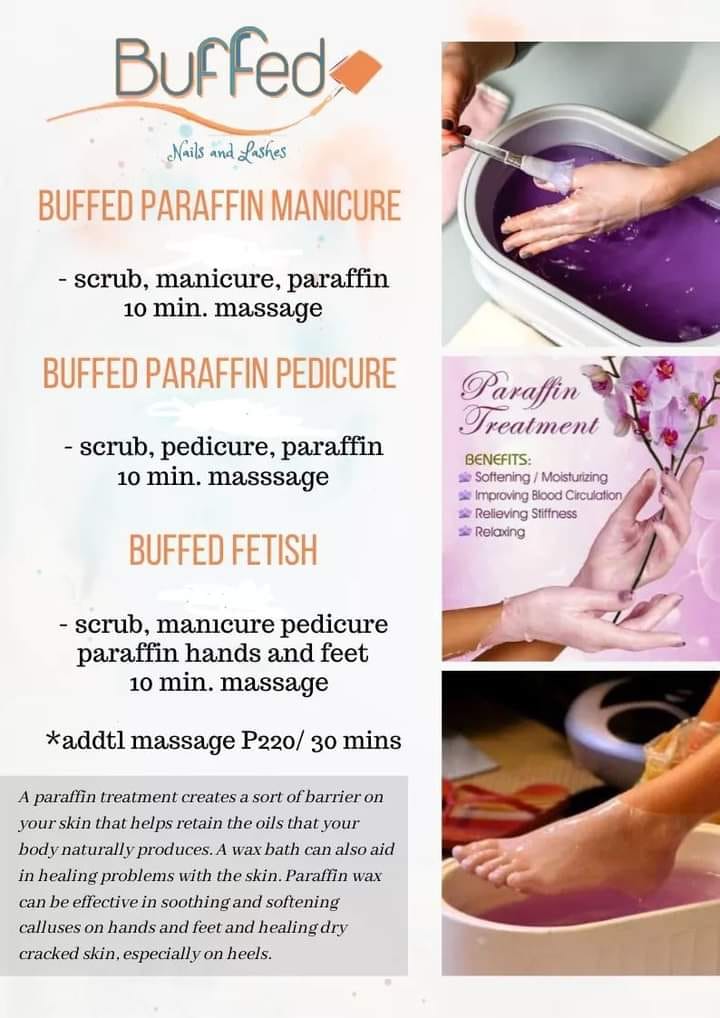 Buffed
Nails and Lashes
BUFFED PARAFFIN MANICURE
- scrub, manicure, paraffin
10 min. massage
BUFFED PARAFFIN PEDICURE
- scrub, pedicure, paraffin
10 min. masssage
BUFFED FETISH
- scrub, manicure pedicure
paraffin hands and feet
10 min. massage
*addtl massage P220/ 30 mins
A paraffin treatment creates a sort of barrier on
your skin that helps retain the oils that your
body naturally produces. A wax bath can also aid
in healing problems with the skin. Paraffin wax
can be effective in soothing and softening
calluses on hands and feet and healing dry
cracked skin, especially on heels.
Paraffin
Treatment
BENEFITS:
Softening / Moisturizing
Improving Blood Circulation
Relieving Stiffness
Relaxing